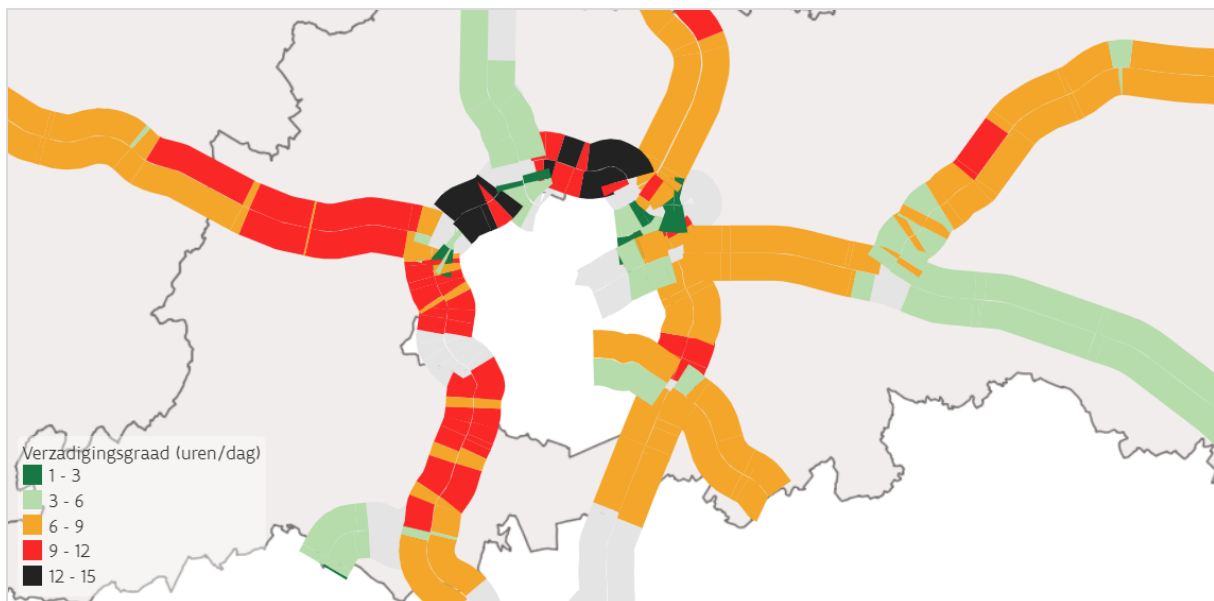 Verzadigingsgraad (uren/dag)
1 - 3
3 - 6
6 - 9
9 - 12
12 - 15